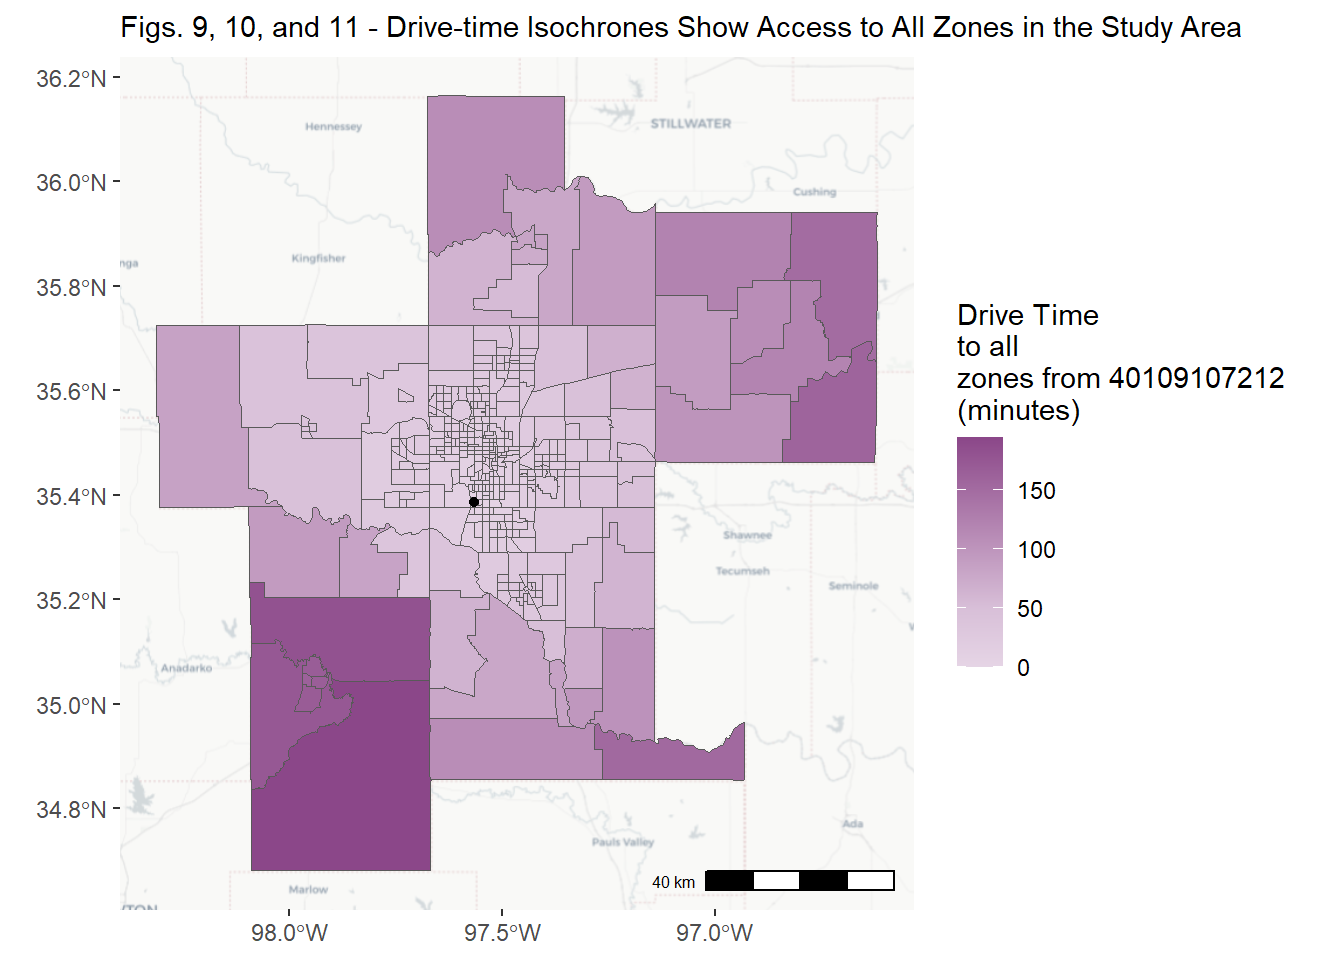 Figs. 9, 10, and 11 - Drive-time Isochrones Show Access to All Zones in the Study Area
36.2°N
36.0°N
35.8°N
35.6°N
35.4°N
35.2°N
35.0°N
34.8°N
Hennessey
STILLWATER
Cushing
Kingfisher
nga
Shawnee
Tecumseh
Seminole
Anadarko
Ada
Pauls Valley
Marlow
40 km
98.0°W
97.5°W
97.0°W
Drive Time
to all
zones from 40109107212
(minutes)
150
100
50
0